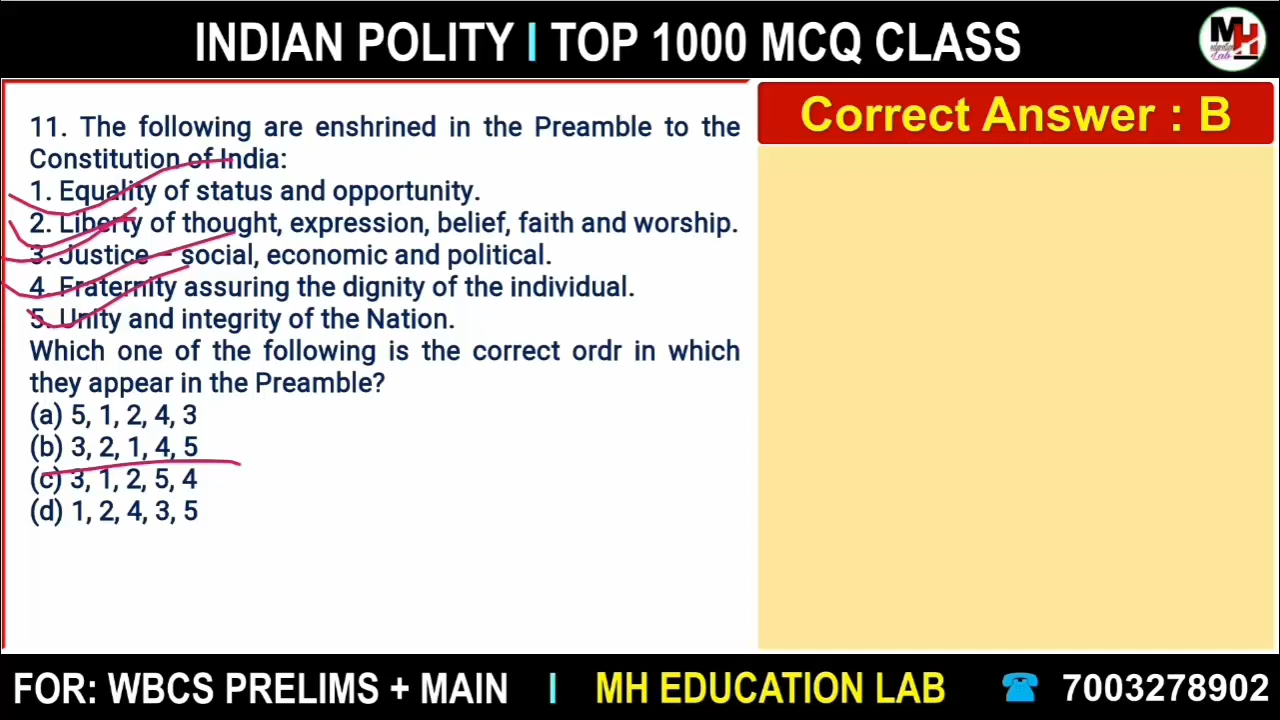 INDIAN POLITY I TOP 1000 MCQ CLASS
MH
education
Lab
11. The following are enshrined in the Preamble to the
Constitution of India:
1. Equality of status and opportunity.
2. Liberty of thought, expression, belief, faith and worship.
3. Justice – social, economic and political.
4. Fraternity assuring the dignity of the individual.
5. Unity and integrity of the Nation.
Which one of the following is the correct ordr in which
they appear in the Preamble?
(a) 5, 1, 2, 4, 3
(b) 3, 2, 1, 4, 5
(c) 3, 1, 2, 5, 4
(d) 1, 2, 4, 3, 5
Correct Answer : B
FOR: WBCS PRELIMS + MAIN I MH EDUCATION LAB ☎ 7003278902